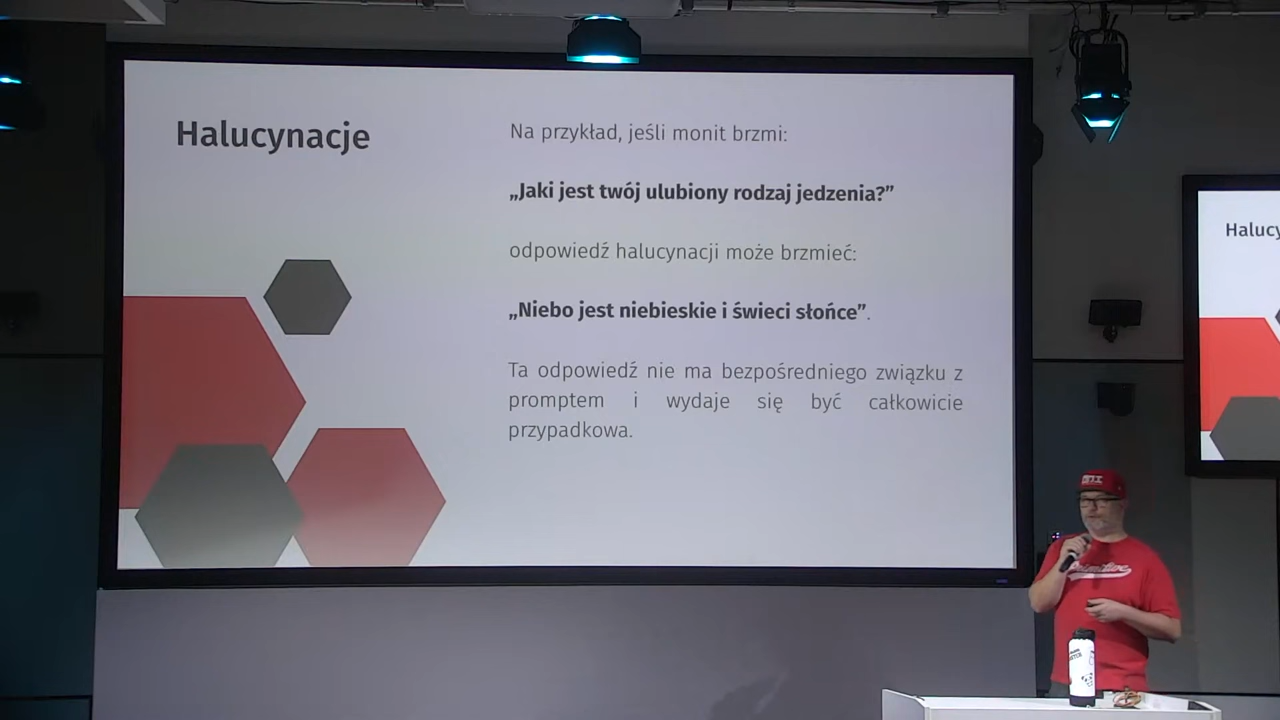 Halucynacje
Na przykład, jeśli monit brzmi:
„Jaki jest twój ulubiony rodzaj jedzenia?”
odpowiedź halucynacji może brzmieć:
„Niebo jest niebieskie i świeci słońce”.
Ta odpowiedź nie ma bezpośredniego związku z
promptem i wydaje się być całkowicie
przypadkowa.
Halucy